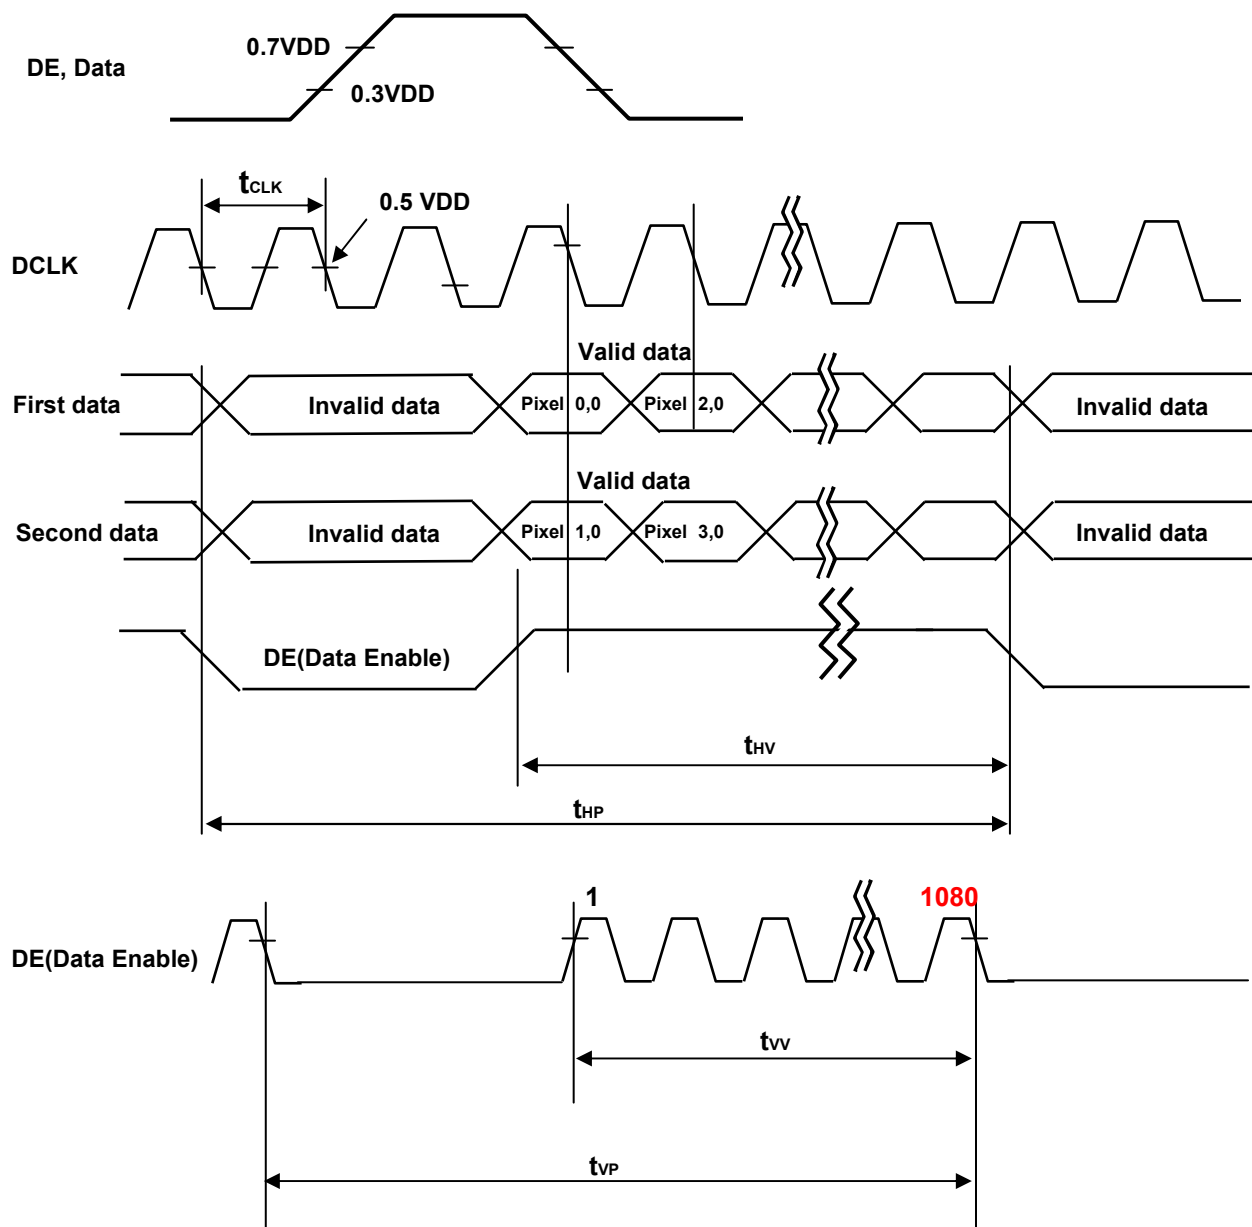 0.7VDD
DE, Data
0.3VDD
tCLK
0.5 VDD
DCLK
Valid data
First data
Invalid data
Pixel 0,0
Pixel 2,0
Invalid data
Valid data
Second data
Invalid data
Pixel 1,0
Pixel 3,0
Invalid data
DE(Data Enable)
tHV
tHP
1
1080
DE(Data Enable)
tVV
tVP